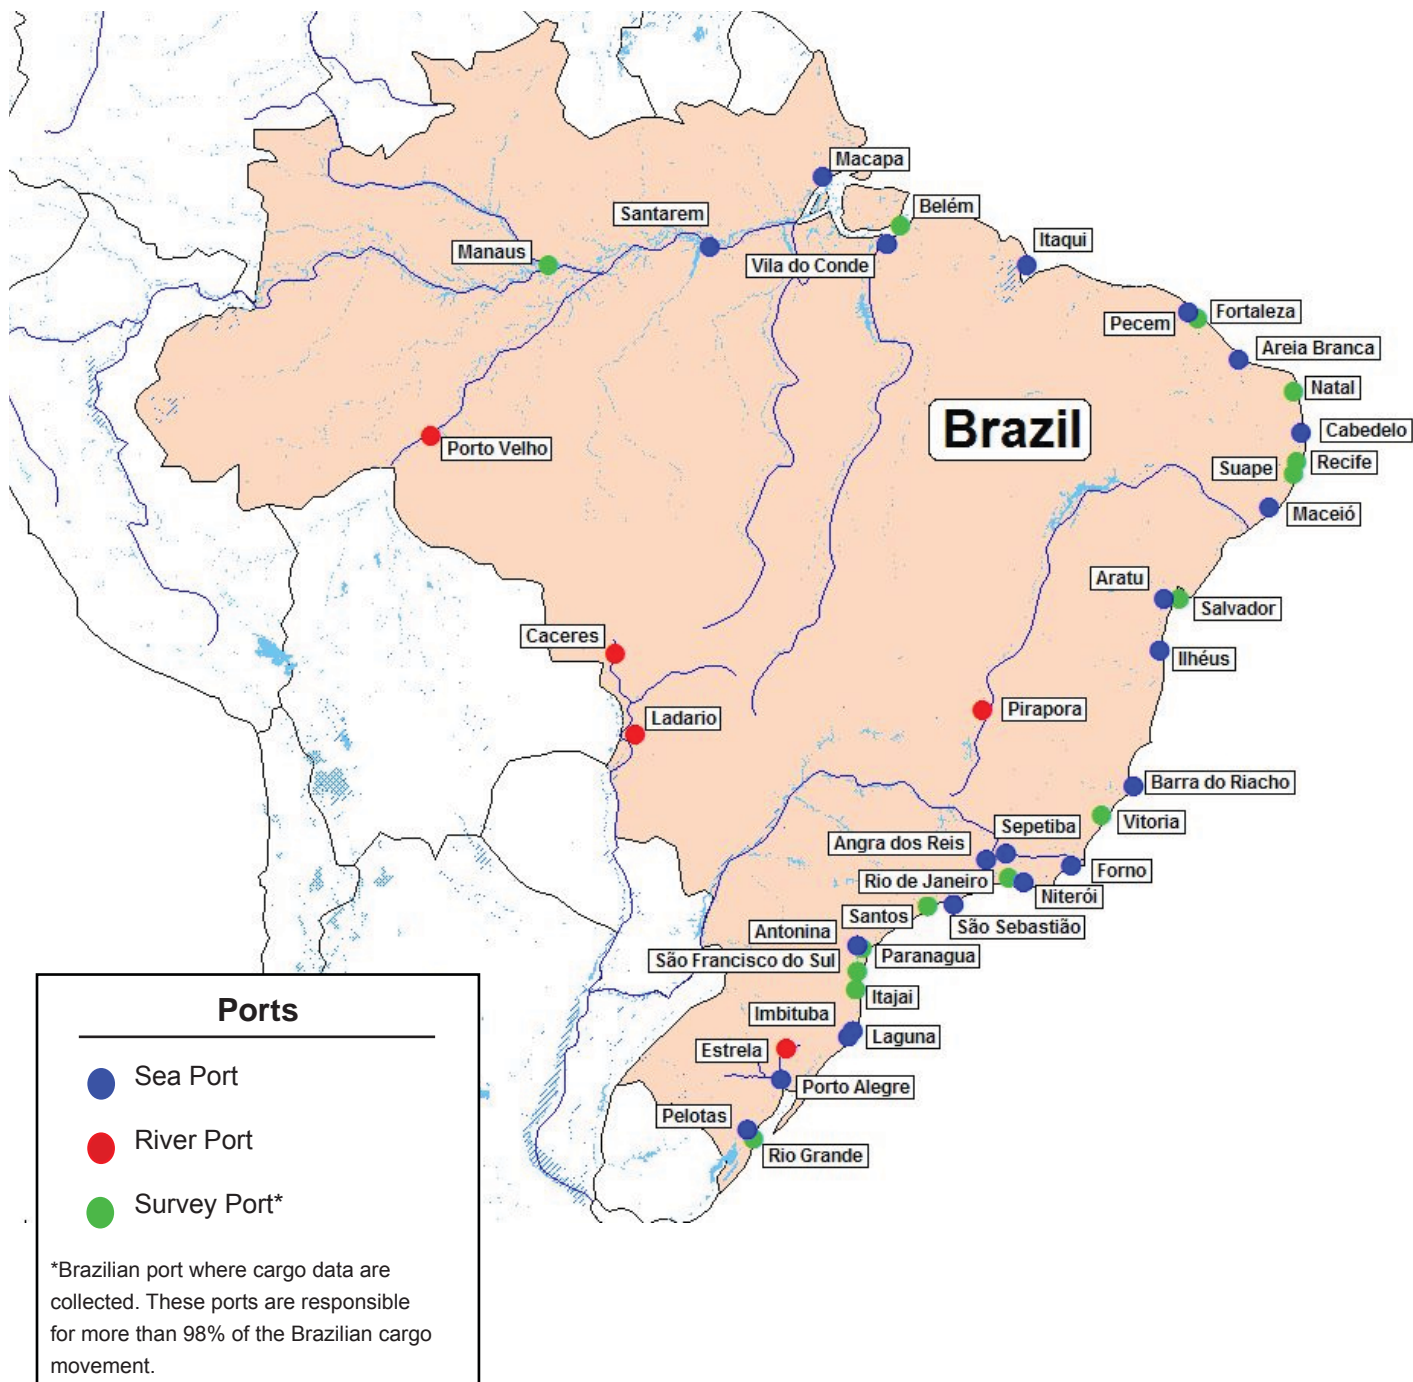 Macapa
Belém
Santarem
Itaqui
Manaus
Vila do Conde
Fortaleza
Pecem
Areia Branca
Natal
Brazil
Cabedelo
Porto Velho
Recife
Suape
Maceió
Aratu
Salvador
Caceres
Ilhéus
Ladario
Pirapora
Barra do Riacho
Vitoria
Sepetiba
Angra dos Reis
Forno
Rio de Janeiro
Niterói
Santos
São Sebastião
Antonina
Paranagua
São Francisco do Sul
Itajai
Imbituba
Laguna
Estrela
Porto Alegre
Pelotas
Rio Grande
Ports
Sea Port
River Port
Survey Port*
*Brazilian port where cargo data are
collected. These ports are responsible
for more than 98% of the Brazilian cargo
movement.